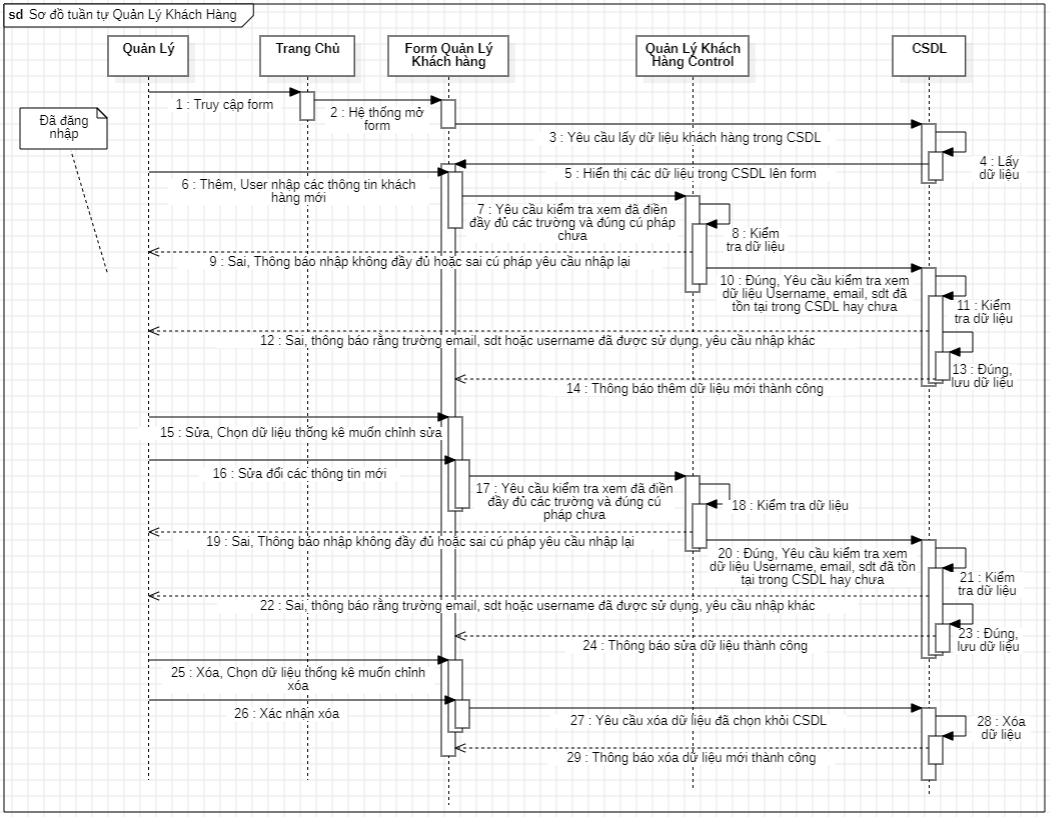 sd Sơ đồ tuần tự Quản Lý Khách Hàng
Quản Lý
Trang Chủ
Form Quản Lý
Khách hàng
Quản Lý Khách
Hàng Control
CSDL
Đã đăng
nhập
1 : Truy cập form
2 : Hệ thống mở
form
3 : Yêu cầu lấy dữ liệu khách hàng trong CSDL
4 : Lấy
dữ liệu
5 : Hiển thị các dữ liệu trong CSDL lên form
6 : Thêm, User nhập các thông tin khách
hàng mới
7 : Yêu cầu kiểm tra xem đã điền
đầy đủ các trường và đúng cú pháp
chưa
8 : Kiểm
tra dữ liệu
9 : Sai, Thông báo nhập không đầy đủ hoặc sai cú pháp yêu cầu nhập lại
10 : Đúng, Yêu cầu kiểm tra xem
dữ liệu Username, email, sdt đã
tồn tại trong CSDL hay chưa
11 : Kiểm
tra dữ liệu
12 : Sai, thông báo rằng trường email, sdt hoặc username đã được sử dụng, yêu cầu nhập khác
13 : Đúng,
lưu dữ liệu
14 : Thông báo thêm dữ liệu mới thành công
15 : Sửa, Chọn dữ liệu thống kê muốn chỉnh sửa
16 : Sửa đổi các thông tin mới
17 : Yêu cầu kiểm tra xem đã điền
đầy đủ các trường và đúng cú
pháp chưa
18 : Kiểm tra dữ liệu
19 : Sai, Thông báo nhập không đầy đủ hoặc sai cú pháp yêu cầu nhập lại
20 : Đúng, Yêu cầu kiểm tra xem
dữ liệu Username, email, sdt đã tồn
tại trong CSDL hay chưa
21 : Kiểm
tra dữ liệu
22 : Sai, thông báo rằng trường email, sdt hoặc username đã được sử dụng, yêu cầu nhập khác
23 : Đúng,
lưu dữ liệu
24 : Thông báo sửa dữ liệu thành công
25 : Xóa, Chọn dữ liệu thống kê muốn chỉnh
xóa
26 : Xác nhận xóa
27 : Yêu cầu xóa dữ liệu đã chọn khỏi CSDL
28 : Xóa
dữ liệu
29 : Thông báo xóa dữ liệu mới thành công